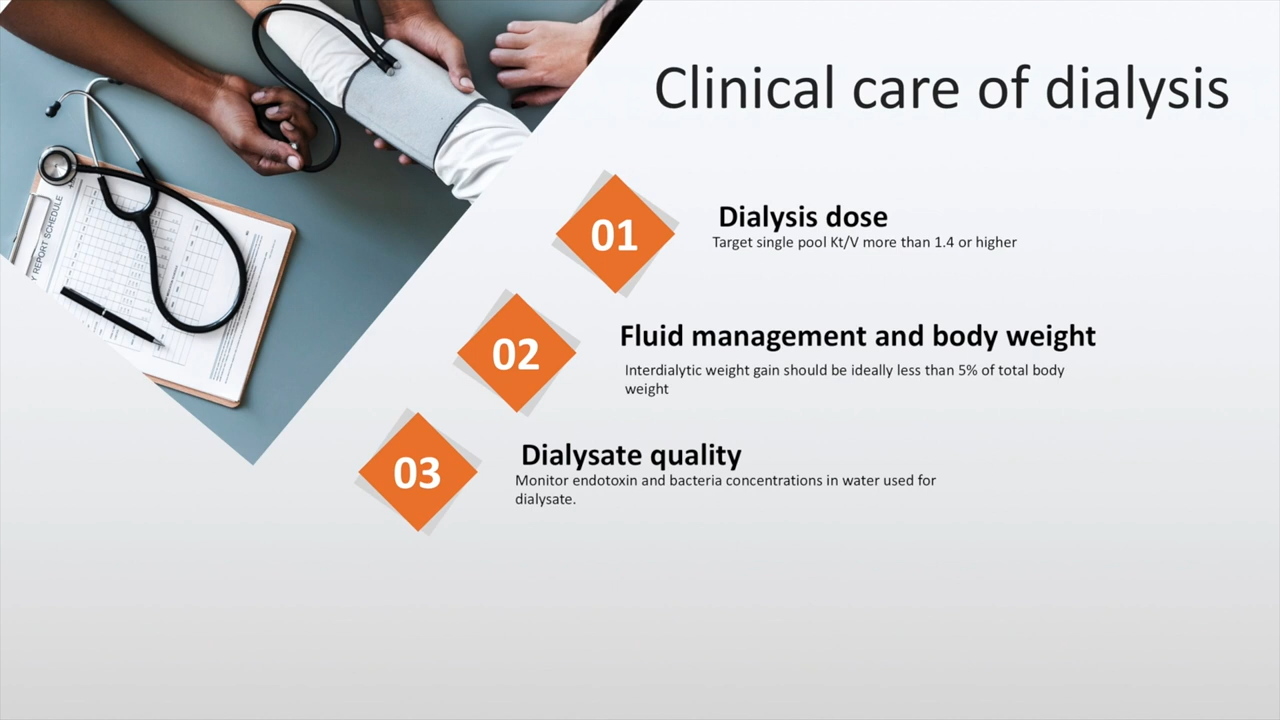 Clinical care of dialysis
01
Dialysis dose
Target single pool Kt/V more than 1.4 or higher
02
Fluid management and body weight
Interdialytic weight gain should be ideally less than 5% of total body
weight
03
Dialysate quality
Monitor endotoxin and bacteria concentrations in water used for
dialysate.
REPORT SCHEDULE